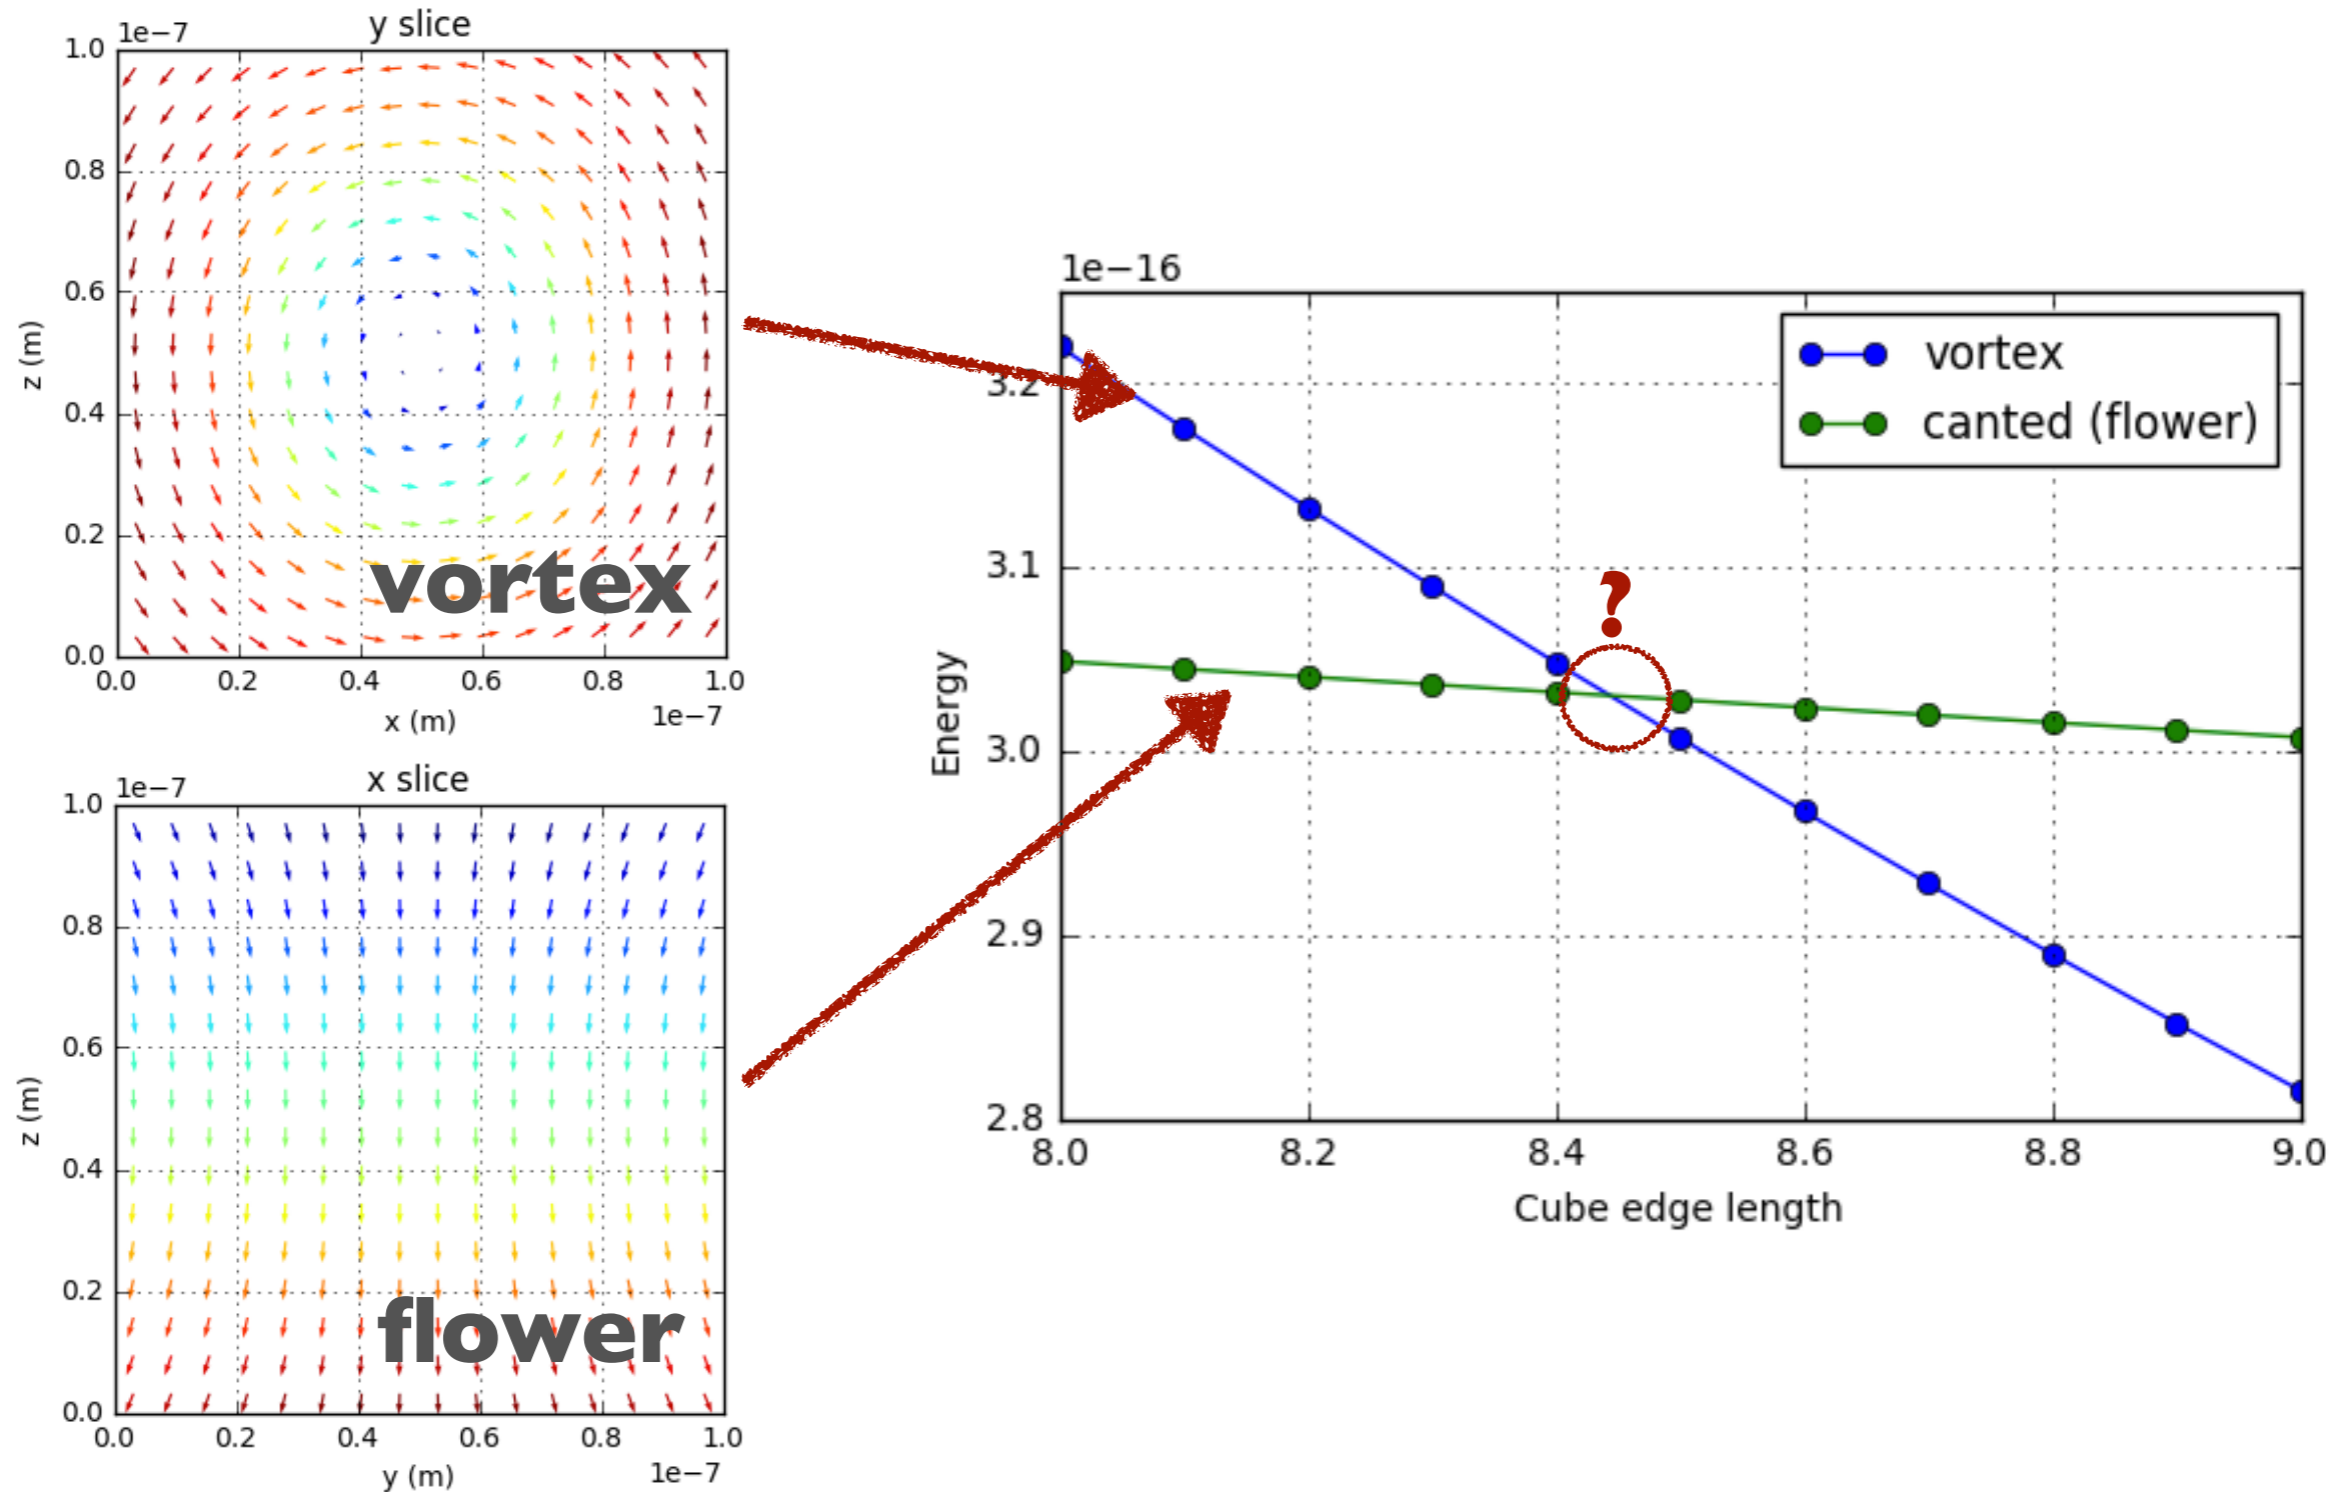 y slice
1e−7
1.0
0.8
0.6
0.4
0.2
0.0
z (m)
0.0 0.2 0.4 0.6 0.8 1.0
x (m)
1e−7
vortex
x slice
1e−7
1.0
0.8
0.6
0.4
0.2
0.0
z (m)
0.0 0.2 0.4 0.6 0.8 1.0
y (m)
1e−7
flower
1e−16
3.2
3.1
3.0
2.9
2.8
Energy
8.0 8.2 8.4 8.6 8.8 9.0
Cube edge length
vortex
canted (flower)
?